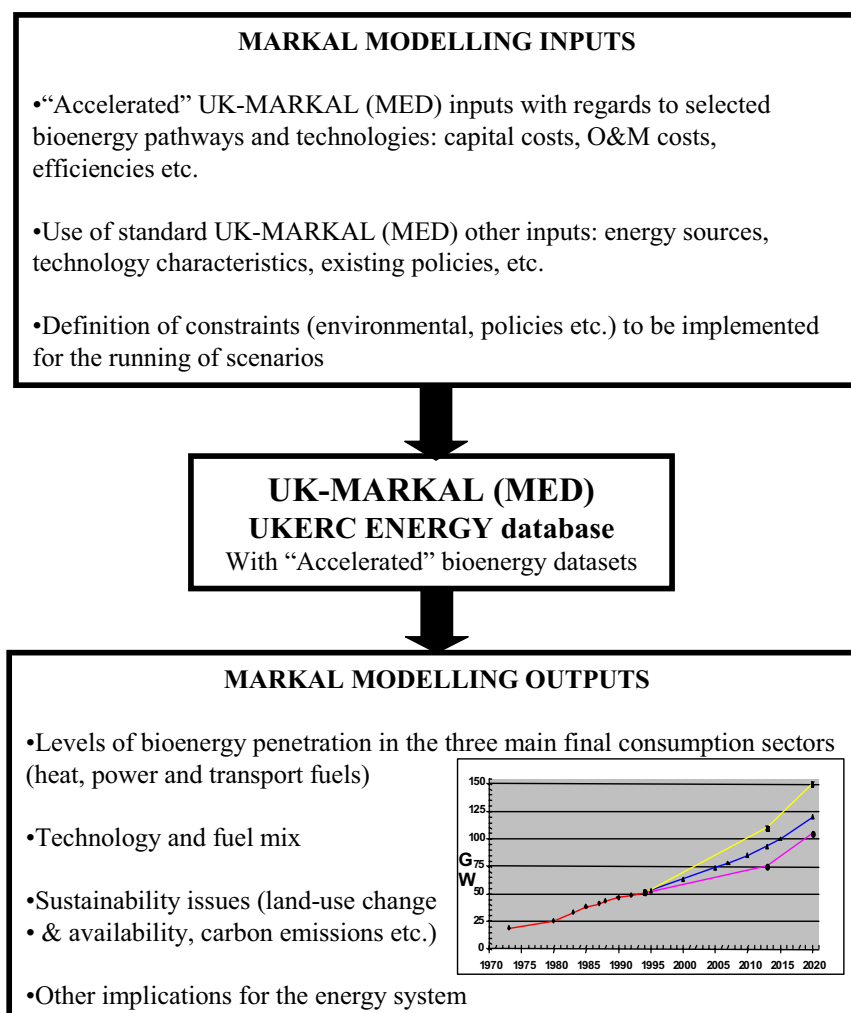 MARKAL MODELLING INPUTS
•“Accelerated” UK-MARKAL (MED) inputs with regards to selected
bioenergy pathways and technologies: capital costs, O&M costs,
efficiencies etc.
•Use of standard UK-MARKAL (MED) other inputs: energy sources,
technology characteristics, existing policies, etc.
•Definition of constraints (environmental, policies etc.) to be implemented
for the running of scenarios
UK-MARKAL (MED)
UKERC ENERGY database
With “Accelerated” bioenergy datasets
MARKAL MODELLING OUTPUTS
•Levels of bioenergy penetration in the three main final consumption sectors
(heat, power and transport fuels)
•Technology and fuel mix
•Sustainability issues (land-use change
• & availability, carbon emissions etc.)
•Other implications for the energy system
150
125
100
G
W
75
50
25
0
1970 1975 1980 1985 1990 1995 2000 2005 2010 2015 2020